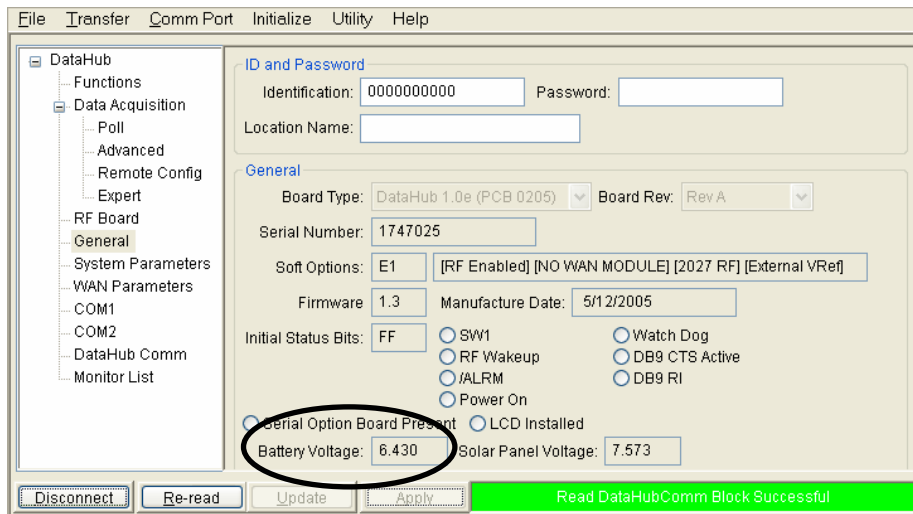 File Transfer Comm Port Initialize Utility Help
DataHub
Functions
Data Acquisition
Poll
Advanced
Remote Config
Expert
RF Board
General
System Parameters
WAN Parameters
COM1
COM2
DataHub Comm
Monitor List
ID and Password
Identification: 0000000000 Password:
Location Name:
General
Board Type: DataHub 1.0e (PCB 0205) Board Rev: Rev A
Serial Number: 1747025
Soft Options: E1 [RF Enabled] [NO WAN MODULE] [2027 RF] [External VRef]
Firmware 1.3 Manufacture Date: 5/12/2005
Initial Status Bits: FF SW1 Watch Dog
RF Wakeup DB9 CTS Active
/ALRM DB9 RI
Power On
Serial Option Board Present LCD Installed
Battery Voltage: 6.430 Solar Panel Voltage: 7.573
Disconnect Re-read Update Apply Read DataHubComm Block Successful